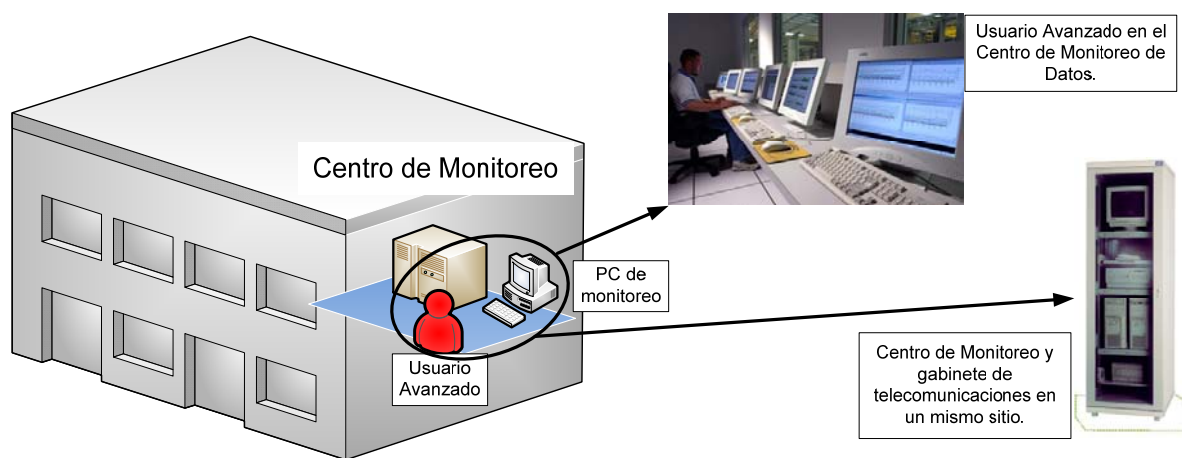 Usuario Avanzado en el
Centro de Monitoreo de
Datos.
Centro de Monitoreo
PC de
monitoreo
Usuario
Avanzado
Centro de Monitoreo y
gabinete de
telecomunicaciones en
un mismo sitio.